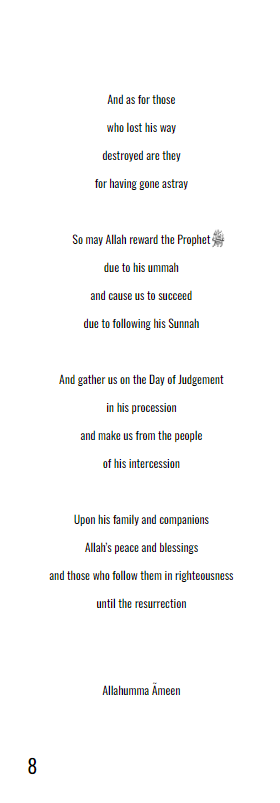 And as for those
who lost his way
destroyed are they
for having gone astray
So may Allah reward the Prophet ﷺ
due to his ummah
and cause us to succeed
due to following his Sunnah
And gather us on the Day of Judgement
in his procession
and make us from the people
of his intercession
Upon his family and companions
Allah's peace and blessings
and those who follow them in righteousness
until the resurrection
Allahumma Āmeen
8